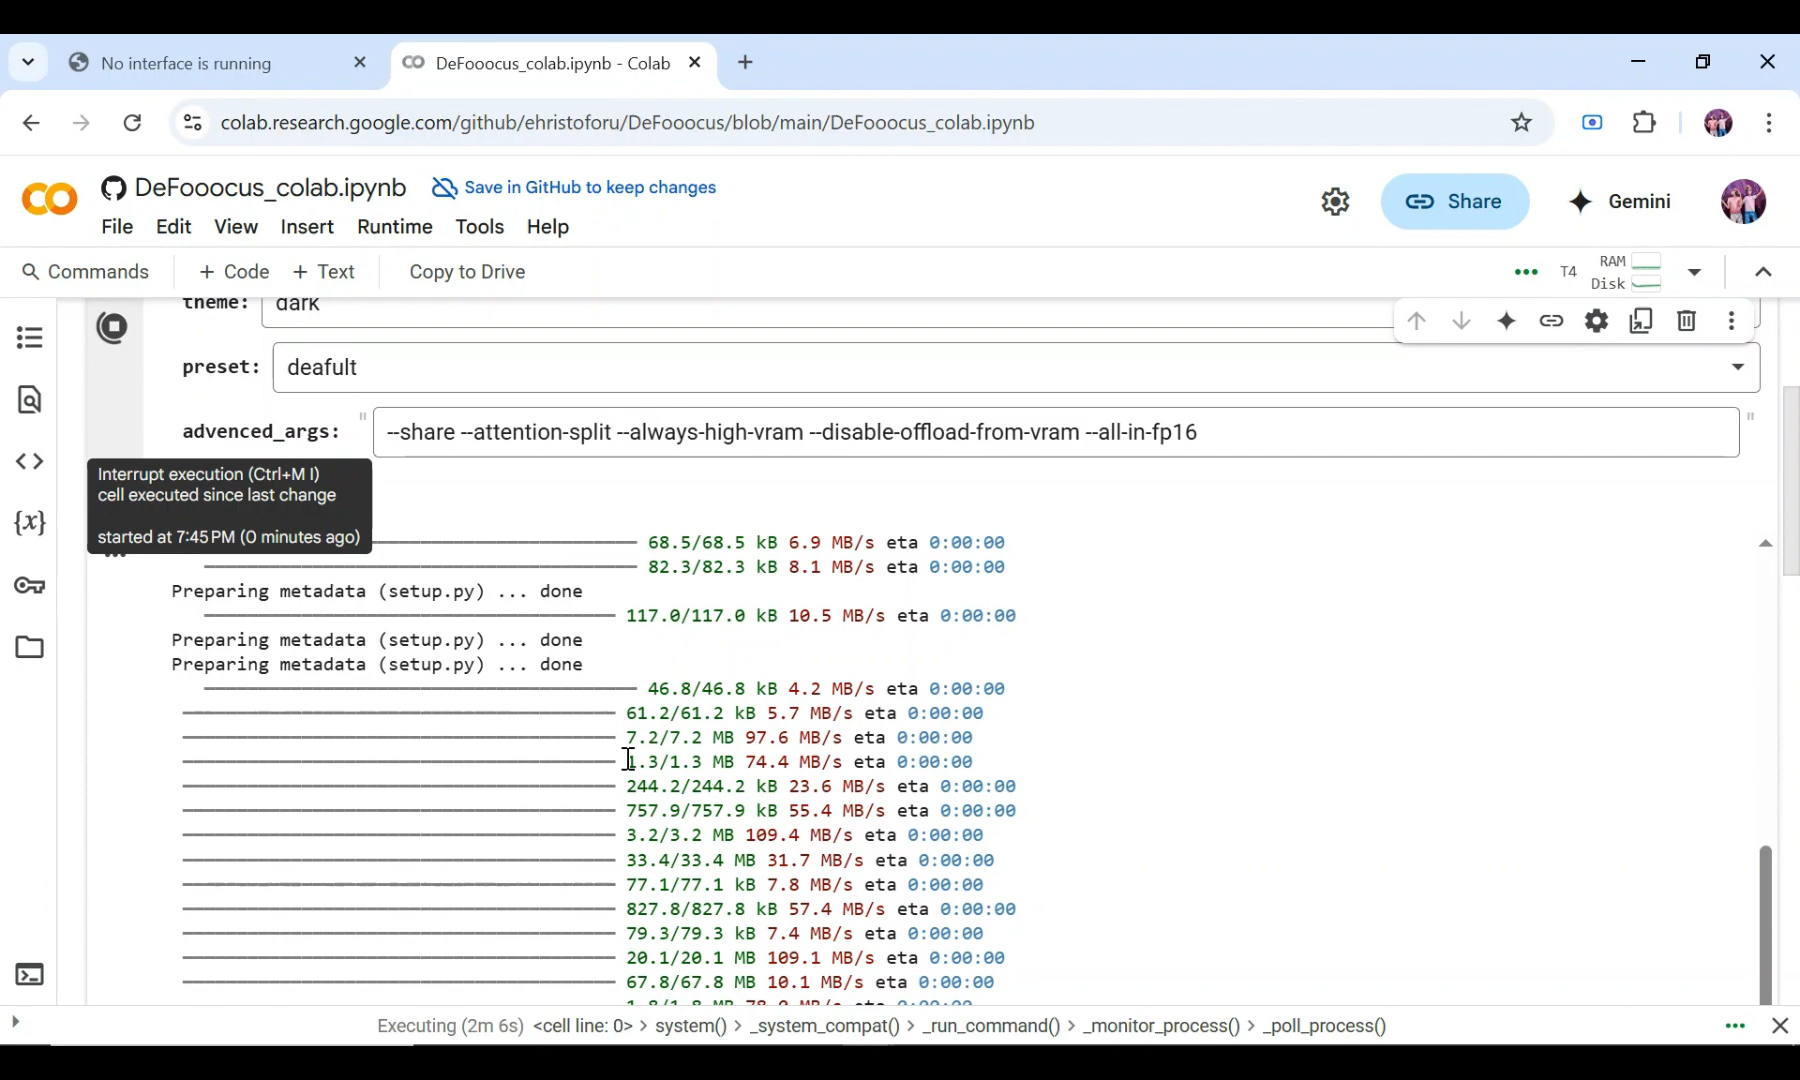 No interface is running
DeFooocus_colab.ipynb - Colab
colab.research.google.com/github/ehristoforu/DeFooocus/blob/main/DeFooocus_colab.ipynb
DeFooocus_colab.ipynb
Save in GitHub to keep changes
Share
Gemini
File Edit View Insert Runtime Tools Help
Commands + Code + Text Copy to Drive
T4
RAM
Disk
theme: dark
preset: deafult
advenced_args: "--share --attention-split --always-high-vram --disable-offload-from-vram --all-in-fp16"
Interrupt execution (Ctrl+M I)
cell executed since last change
started at 7:45 PM (0 minutes ago)
68.5/68.5 kB 6.9 MB/s eta 0:00:00
82.3/82.3 kB 8.1 MB/s eta 0:00:00
Preparing metadata (setup.py) ... done
117.0/117.0 kB 10.5 MB/s eta 0:00:00
Preparing metadata (setup.py) ... done
Preparing metadata (setup.py) ... done
46.8/46.8 kB 4.2 MB/s eta 0:00:00
61.2/61.2 kB 5.7 MB/s eta 0:00:00
7.2/7.2 MB 97.6 MB/s eta 0:00:00
1.3/1.3 MB 74.4 MB/s eta 0:00:00
244.2/244.2 kB 23.6 MB/s eta 0:00:00
757.9/757.9 kB 55.4 MB/s eta 0:00:00
3.2/3.2 MB 109.4 MB/s eta 0:00:00
33.4/33.4 MB 31.7 MB/s eta 0:00:00
77.1/77.1 kB 7.8 MB/s eta 0:00:00
827.8/827.8 kB 57.4 MB/s eta 0:00:00
79.3/79.3 kB 7.4 MB/s eta 0:00:00
20.1/20.1 MB 109.1 MB/s eta 0:00:00
67.8/67.8 MB 10.1 MB/s eta 0:00:00
Executing (2m 6s) <cell line: 0> > system() > _system_compat() > _run_command() > _monitor_process() > _poll_process()